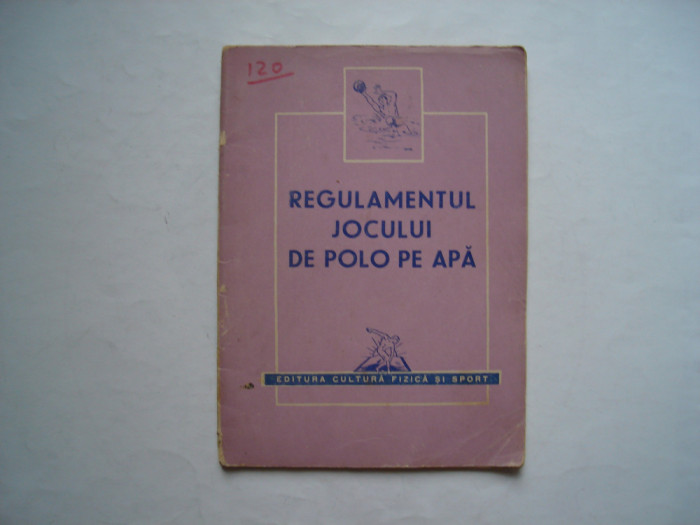 120
REGULAMENTUL
JOCULUI
DE POLO PE APĂ
EDITURA CULTURĂ FIZICĂ ȘI SPORT